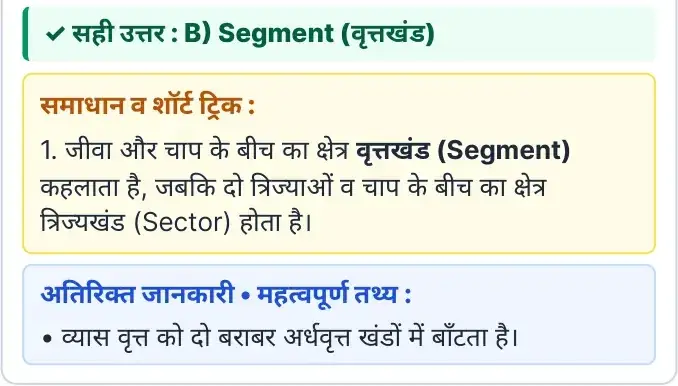 ✓ सही उत्तर : B) Segment (वृत्तखंड)
समाधान व शॉर्ट ट्रिक :
1. जीवा और चाप के बीच का क्षेत्र वृत्तखंड (Segment)
कहलाता है, जबकि दो त्रिज्याओं व चाप के बीच का क्षेत्र
त्रिज्यखंड (Sector) होता है।
अतिरिक्त जानकारी • महत्वपूर्ण तथ्य :
• व्यास वृत्त को दो बराबर अर्धवृत्त खंडों में बाँटता है।